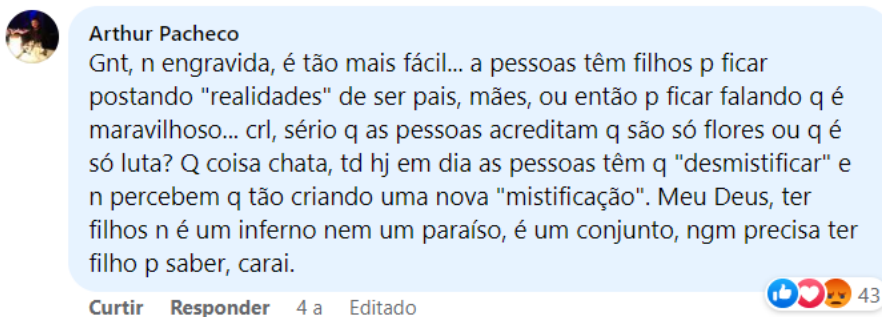 Arthur Pacheco
Gnt, n engravida, é tão mais fácil... a pessoas têm filhos p ficar
postando "realidades" de ser pais, mães, ou então p ficar falando q é
maravilhoso... crl, sério q as pessoas acreditam q são só flores ou q é
só luta? Q coisa chata, td hj em dia as pessoas têm q "desmistificar" e
n percebem q tão criando uma nova "mistificação". Meu Deus, ter
filhos n é um inferno nem um paraíso, é um conjunto, ngm precisa ter
filho p saber, carai.
43
Curtir Responder 4 a Editado